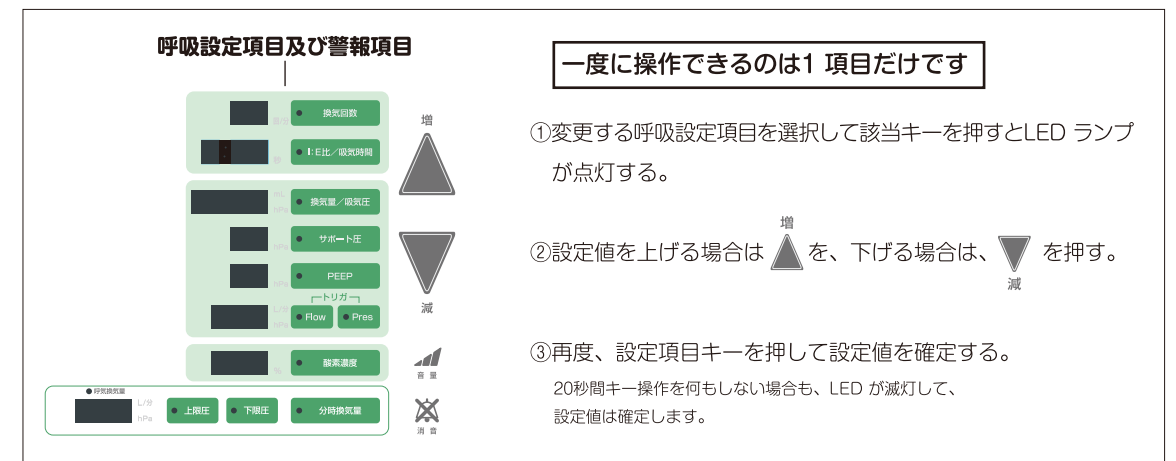 呼吸設定項目及び警報項目
回/分
換気回数
秒
I:E比/吸気時間
mL
hPa
換気量/吸気圧
hPa
サポート圧
hPa
PEEP
トリガ
L/分
hPa
Flow
Pres
%
酸素濃度
呼気換気量
L/分
hPa
上限圧
下限圧
分時換気量
増
減
音量
消音
一度に操作できるのは1 項目だけです
①変更する呼吸設定項目を選択して該当キーを押すとLED ランプ
が点灯する。
②設定値を上げる場合は 増 を、下げる場合は、 減 を押す。
③再度、設定項目キーを押して設定値を確定する。
20秒間キー操作を何もしない場合も、LED が滅灯して、
設定値は確定します。